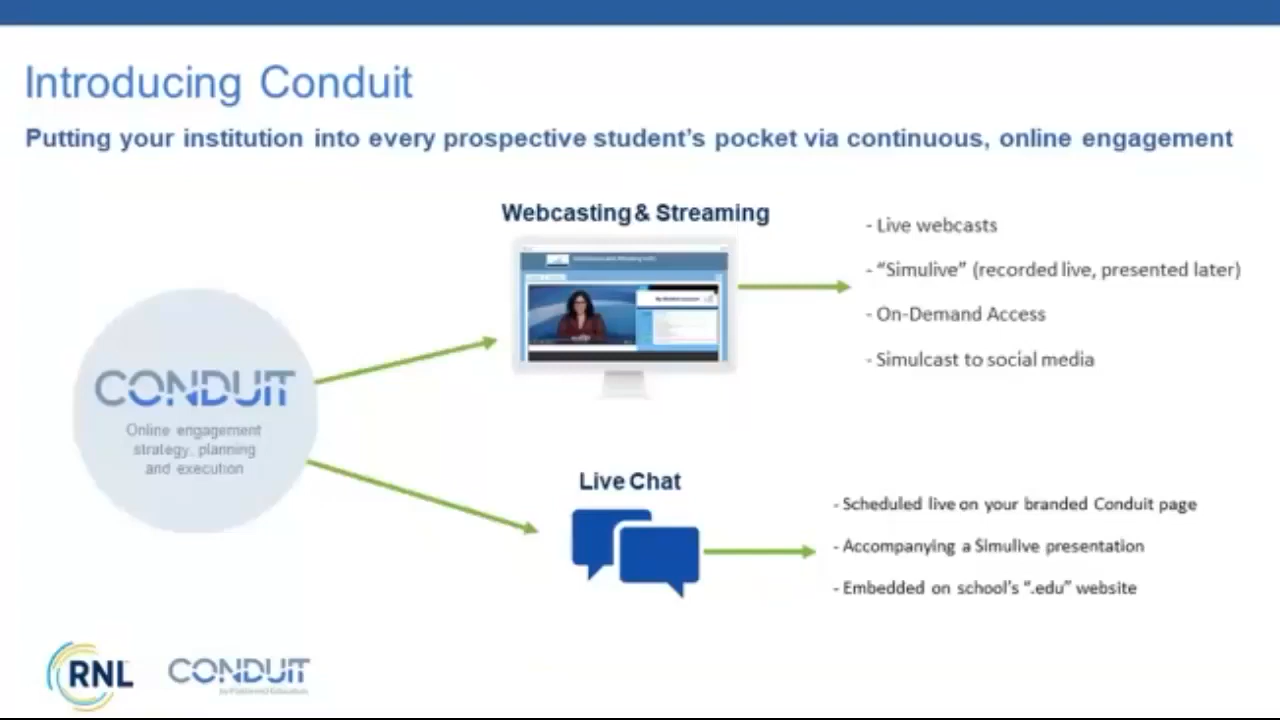 Introducing Conduit
Putting your institution into every prospective student's pocket via continuous, online engagement
Webcasting & Streaming
- Live webcasts
- "Simulive" (recorded live, presented later)
- On-Demand Access
- Simulcast to social media
CONDUIT
Online engagement
strategy, planning
and execution
Live Chat
- Scheduled live on your branded Conduit page
- Accompanying a Simulive presentation
- Embedded on school's ".edu" website
RNL
CONDUIT